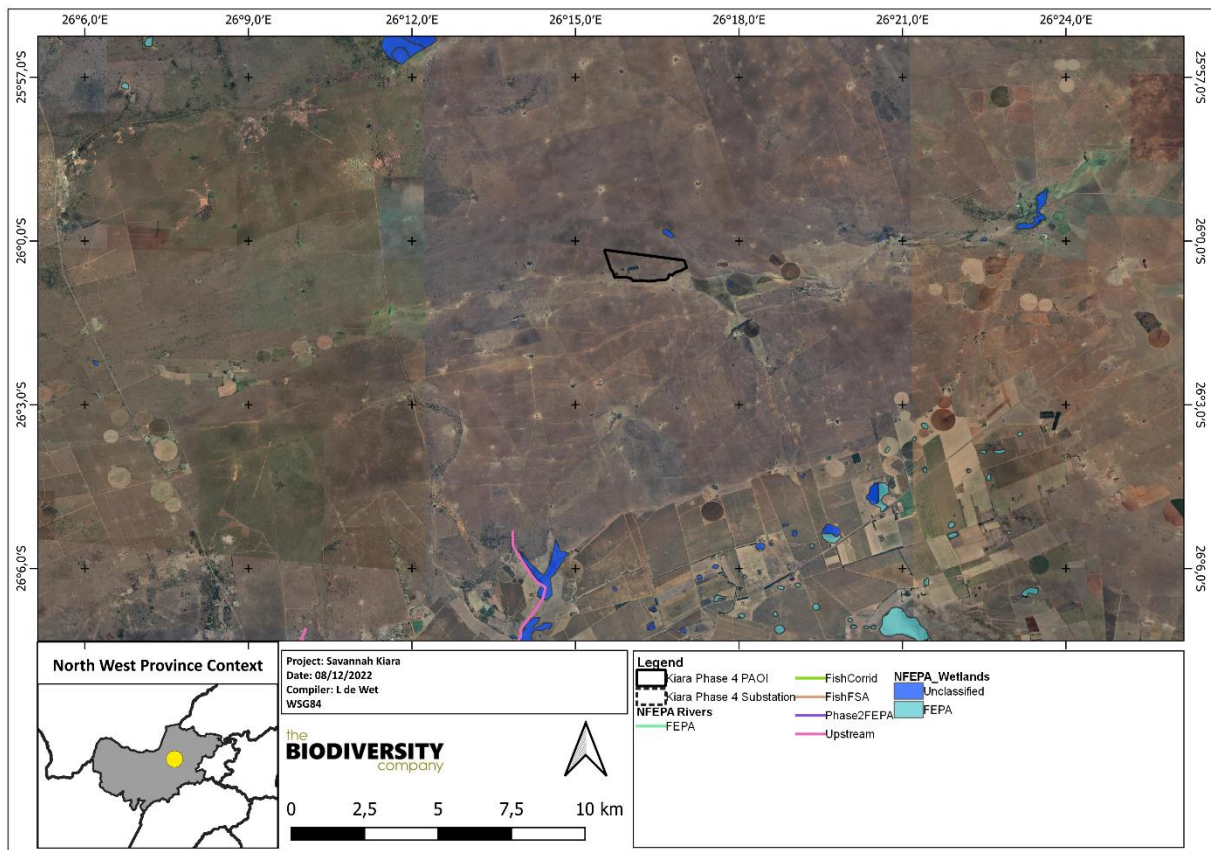 26°6,0'E 26°9,0'E 26°12,0'E 26°15,0'E 26°18,0'E 26°21,0'E 26°24,0'E
25°57,0'S 25°57,0'S
26°0,0'S 26°0,0'S
26°3,0'S 26°3,0'S
26°6,0'S 26°6,0'S
North West Province Context
Project: Savannah Kiara
Date: 08/12/2022
Compiler: L de Wet
WSG84
the
BIODIVERSITY
company
0 2,5 5 7,5 10 km
Legend
Kiara Phase 4 PAOI
Kiara Phase 4 Substation
NFEPA Rivers
FEPA
FishCorrid
FishFSA
Phase2FEPA
Upstream
NFEPA_Wetlands
Unclassified
FEPA